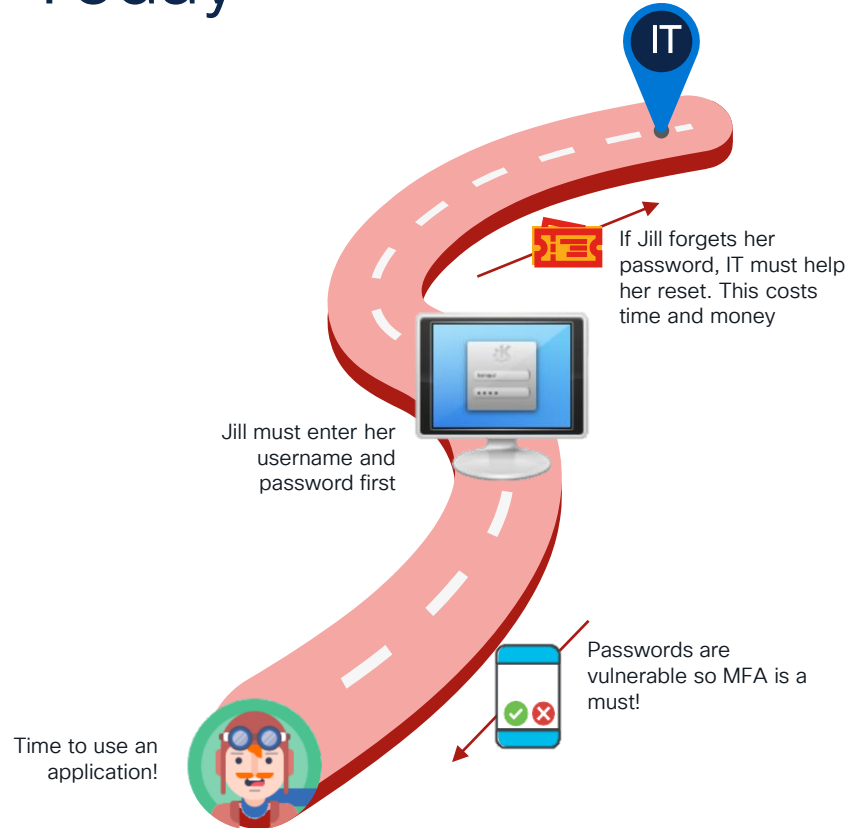 Today
IT
If Jill forgets her
password, IT must help
her reset. This costs
time and money
Jill must enter her
username and
password first
Passwords are
vulnerable so MFA is a
must!
Time to use an
application!